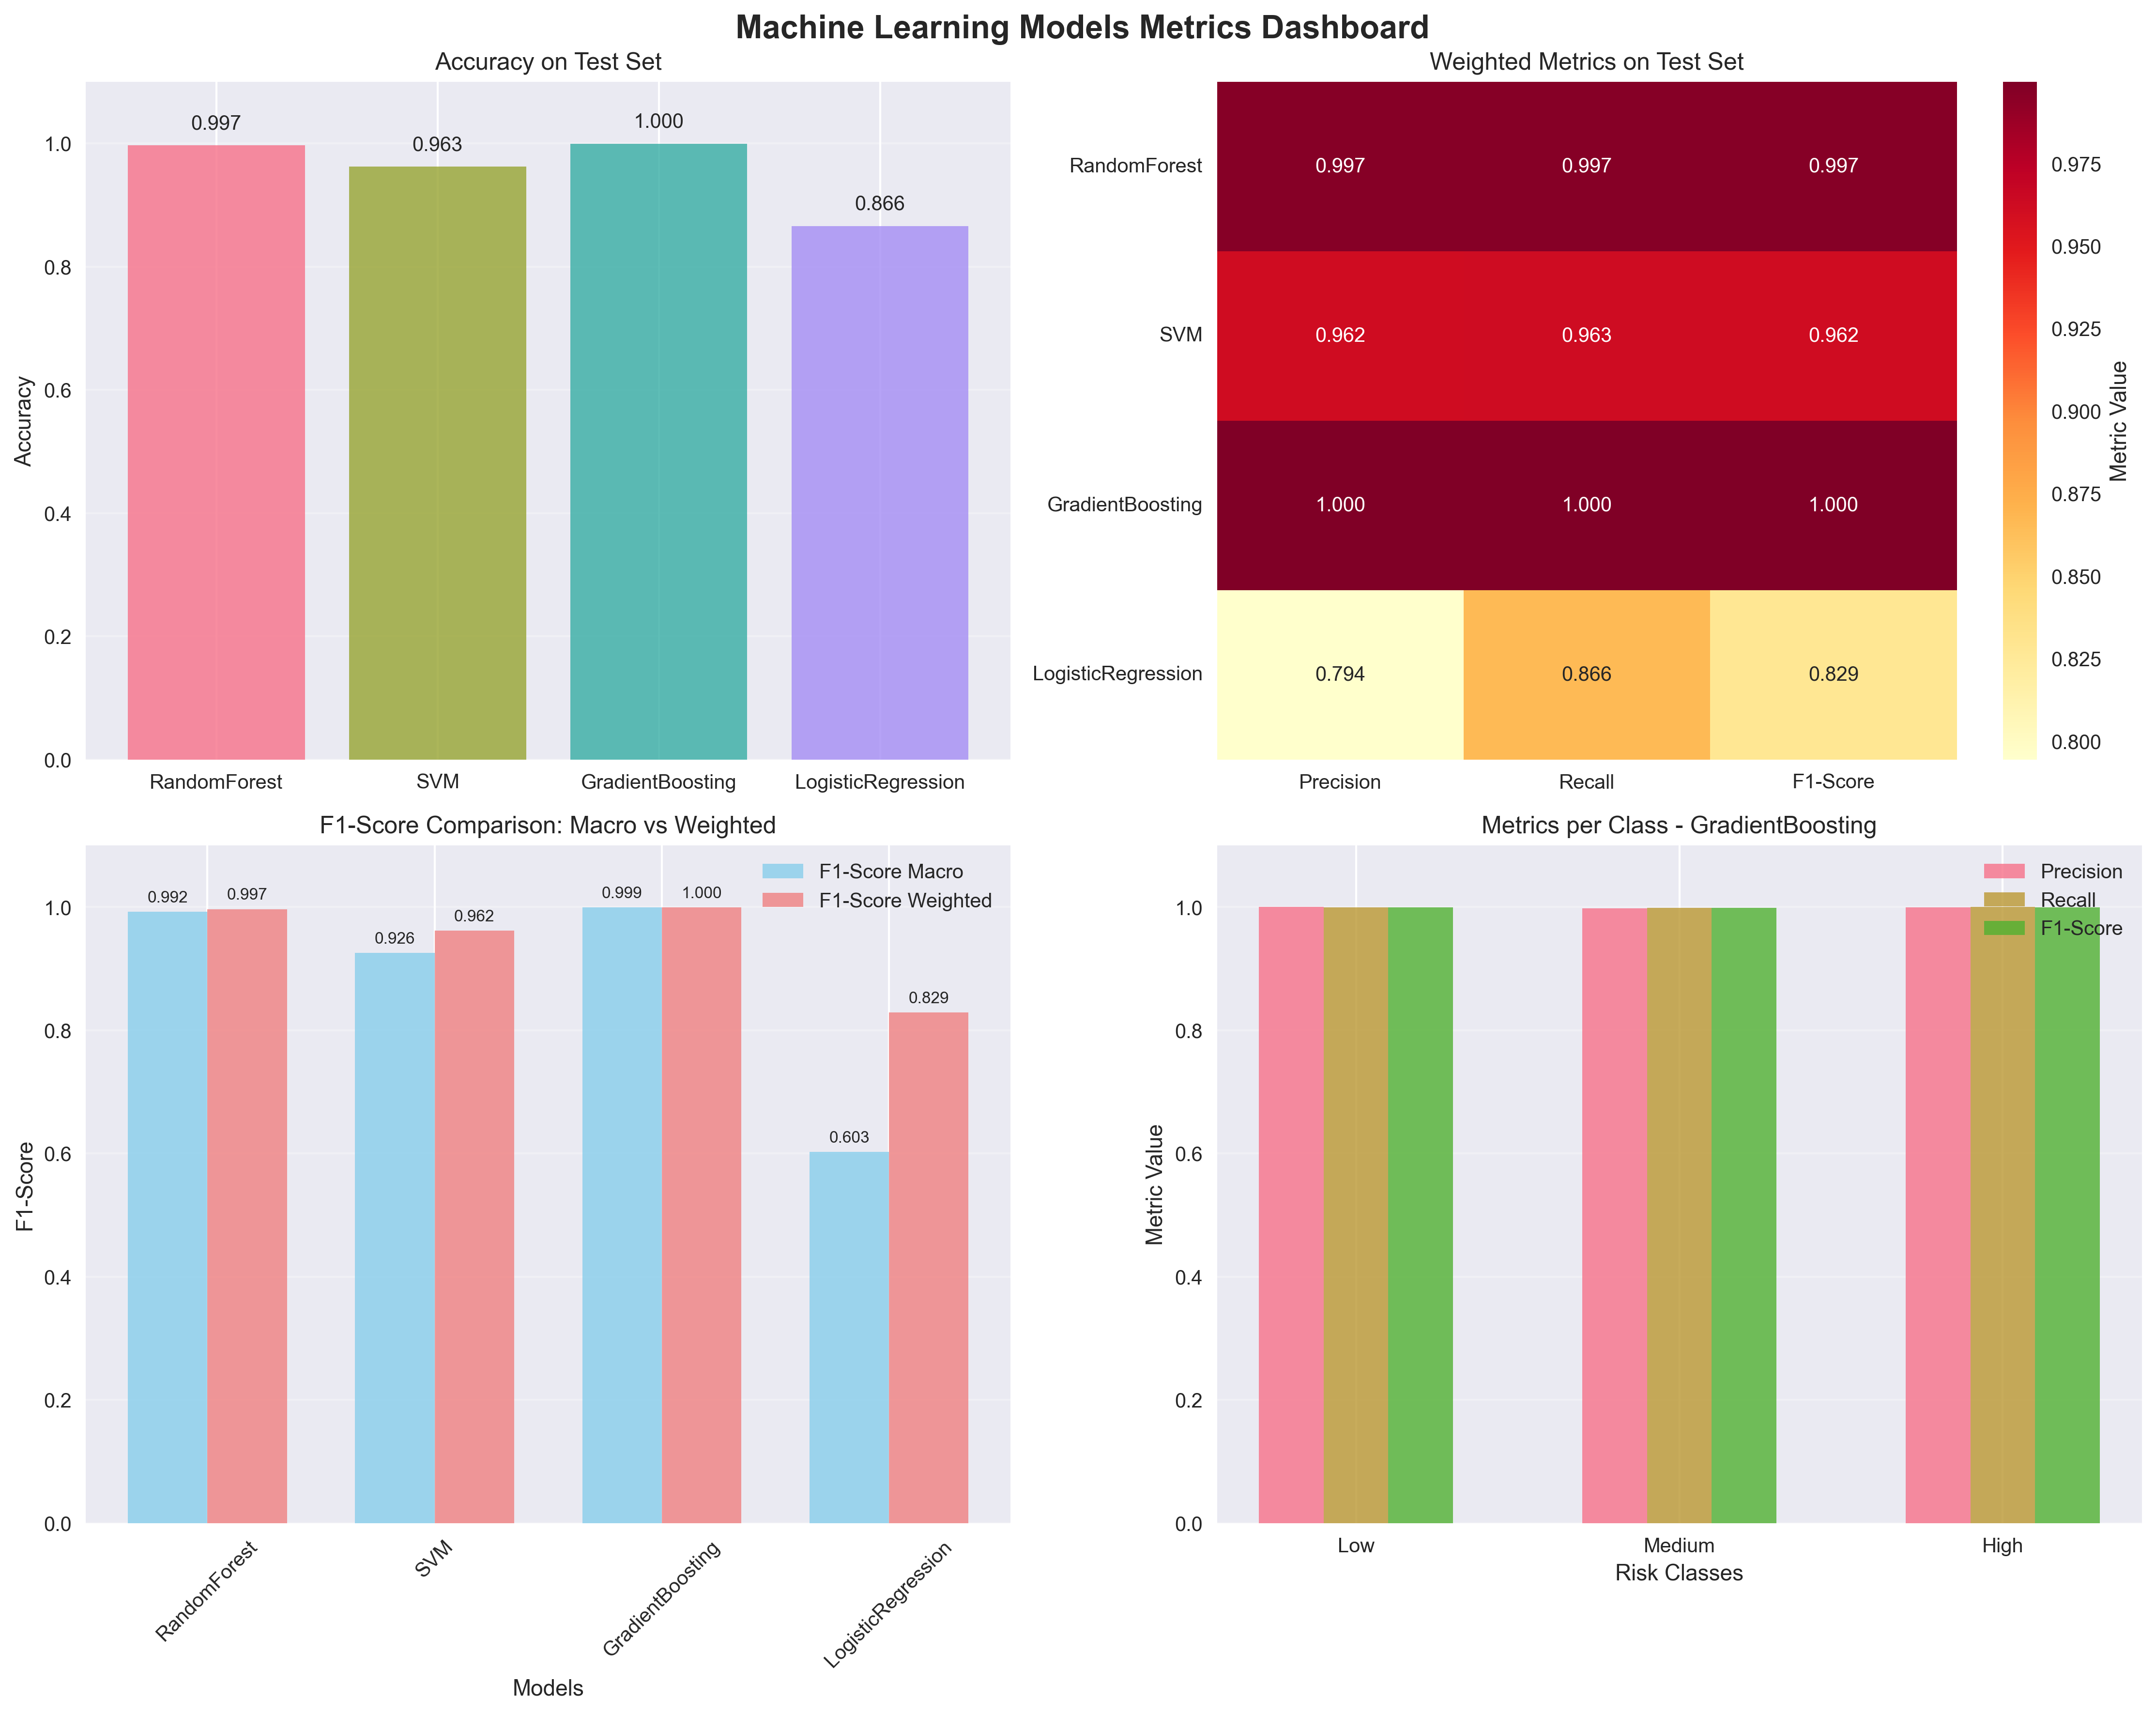 Machine Learning Models Metrics Dashboard
Accuracy on Test Set
0.997
0.963
1.000
0.866
1.0
0.8
0.6
0.4
0.2
0.0
Accuracy
RandomForest
SVM
GradientBoosting
LogisticRegression
Weighted Metrics on Test Set
RandomForest
0.997
0.997
0.997
SVM
0.962
0.963
0.962
GradientBoosting
1.000
1.000
1.000
LogisticRegression
0.794
0.866
0.829
Precision
Recall
F1-Score
0.975
0.950
0.925
0.900
0.875
0.850
0.825
0.800
Metric Value
F1-Score Comparison: Macro vs Weighted
F1-Score Macro
F1-Score Weighted
0.992
0.997
0.926
0.962
0.999
1.000
0.603
0.829
1.0
0.8
0.6
0.4
0.2
0.0
F1-Score
RandomForest
SVM
GradientBoosting
LogisticRegression
Models
Metrics per Class - GradientBoosting
Precision
Recall
F1-Score
1.0
0.8
0.6
0.4
0.2
0.0
Metric Value
Low
Medium
High
Risk Classes